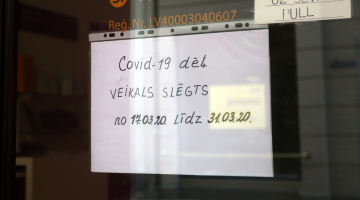 Reģ. Nr. LV40003040607
PULL
Covid-19 dēļ
VEIKALS SLĒGTS
no 17.03.20. LĪDZ 31.03.20.